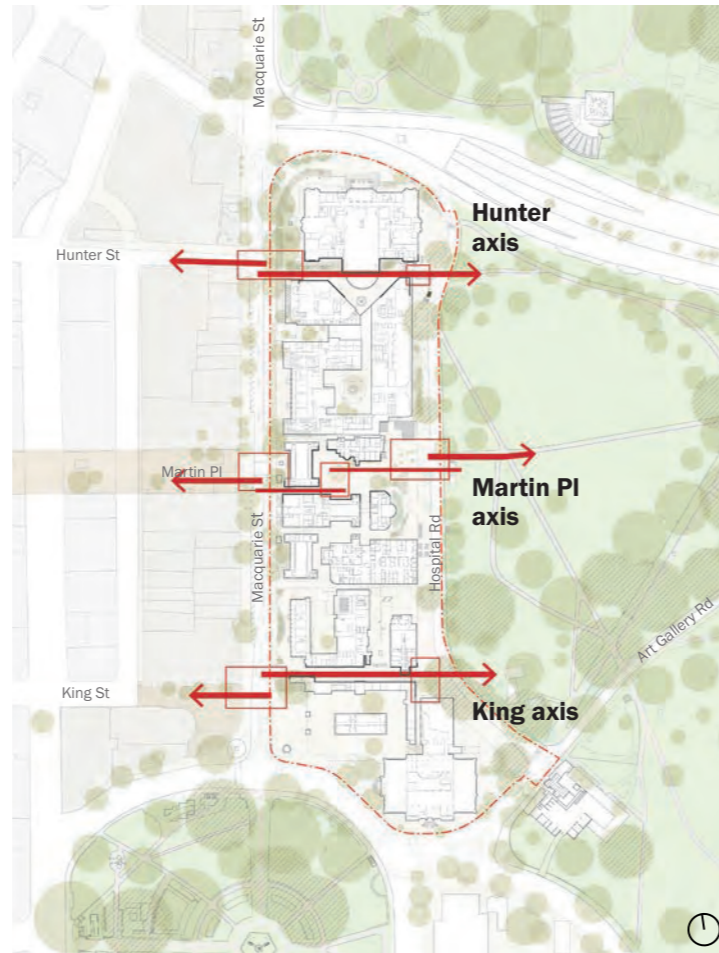 Macquarie St
Hunter
axis
Hunter St
Martin Pl
Martin Pl
axis
Macquarie St
Hospital Rd
Art Gallery Rd
King St
King axis